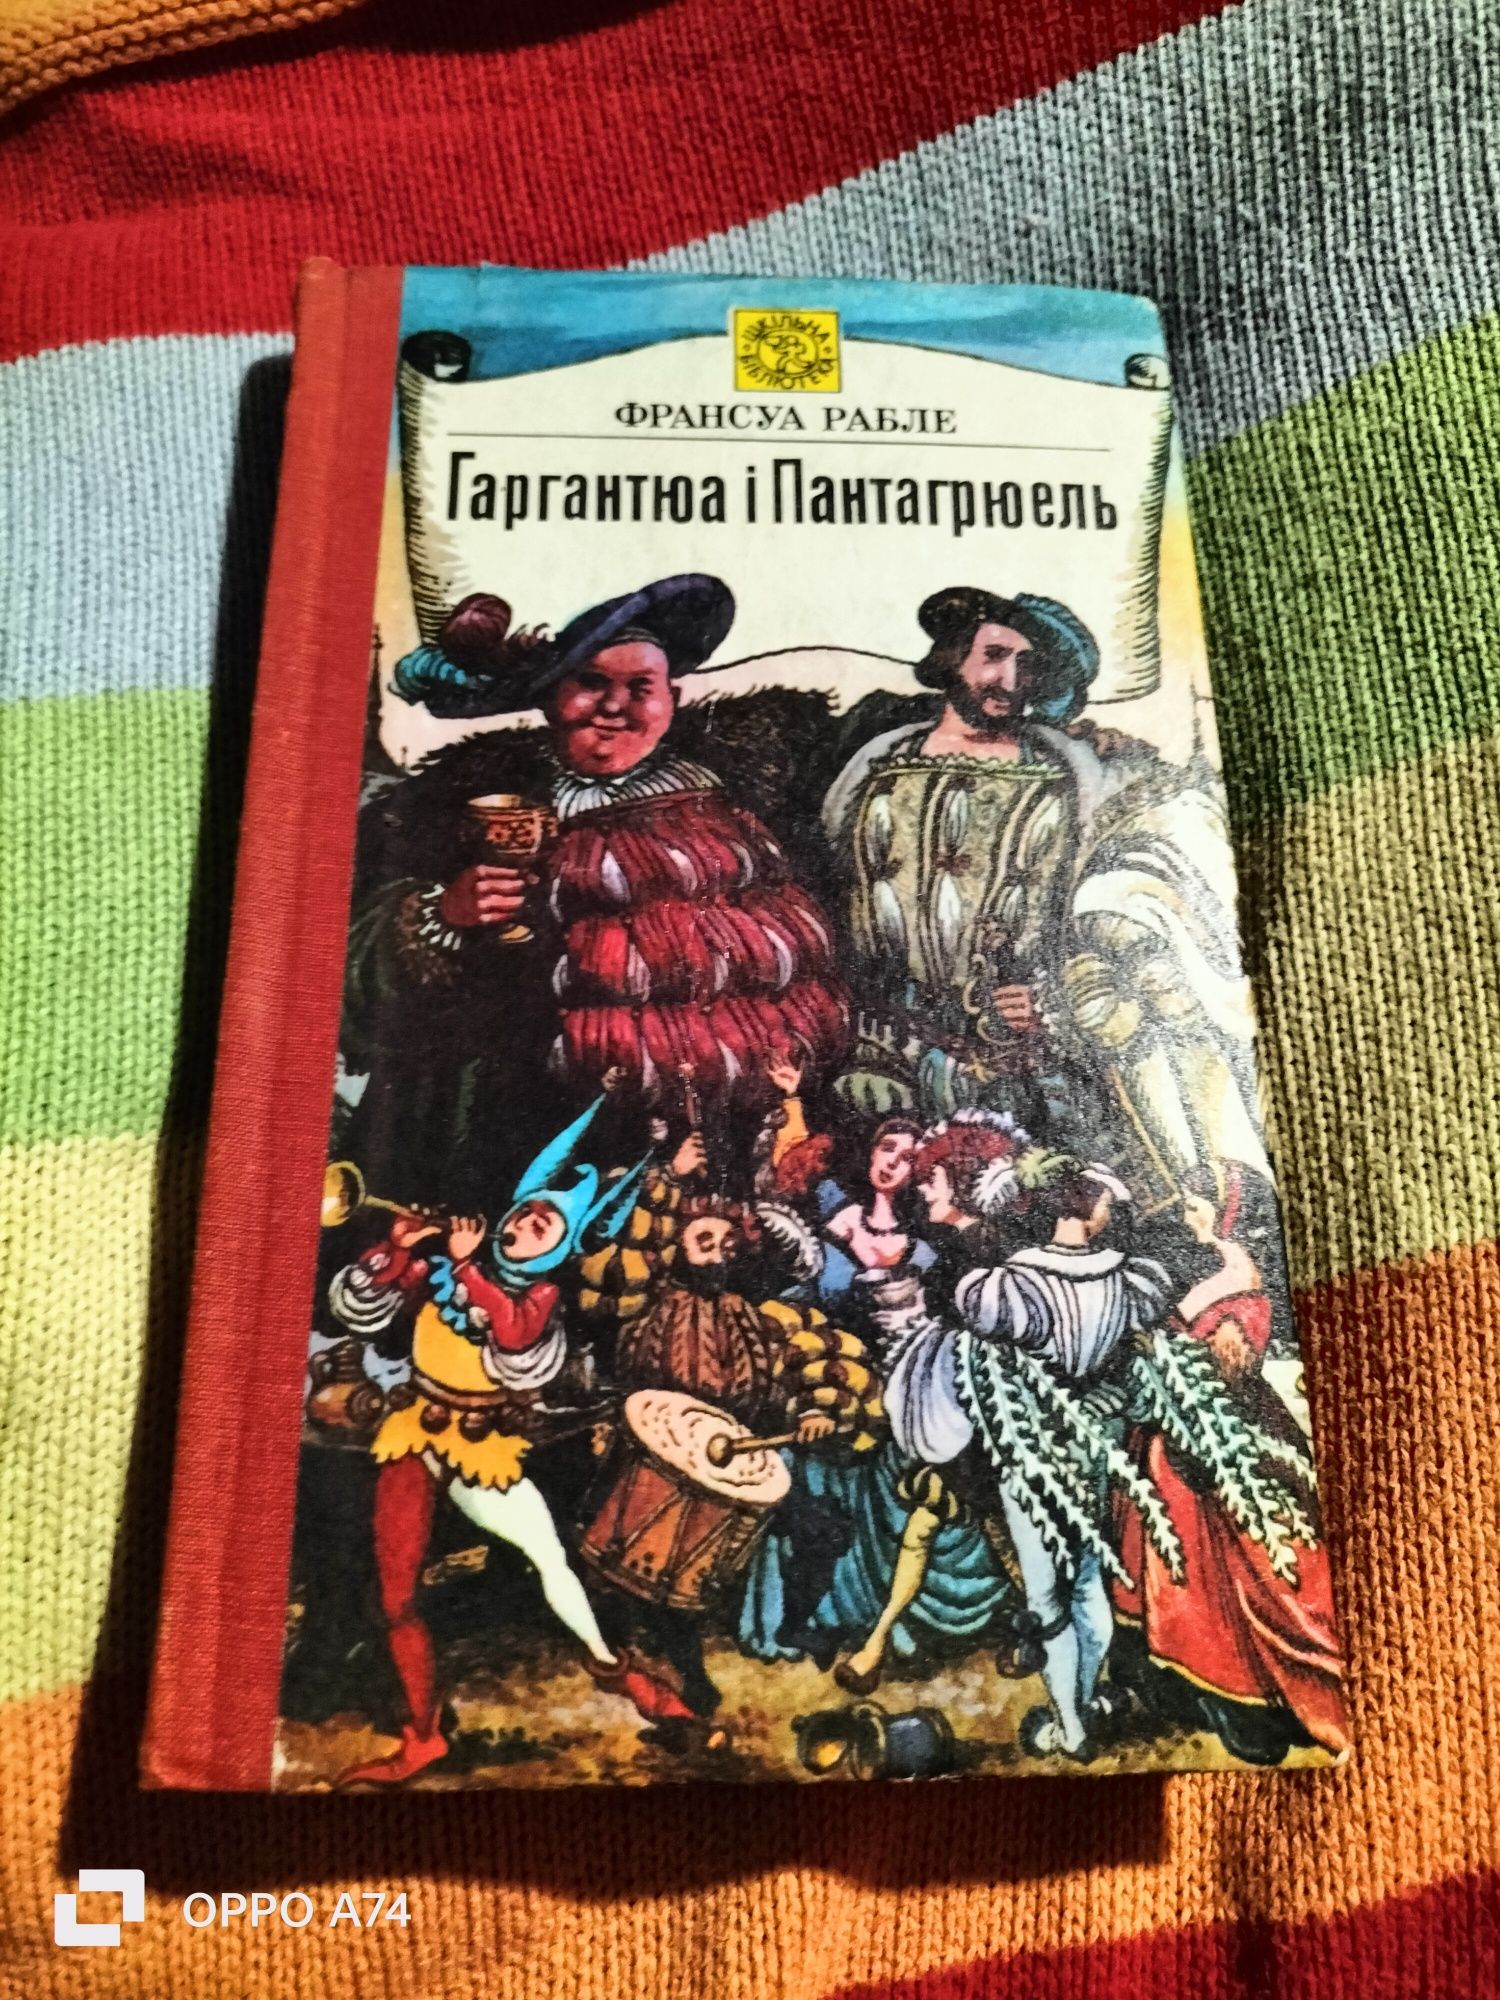 ШКІЛЬНА
БІБЛІОТЕКА
ФРАНСУА РАБЛЕ
Гаргантюа і Пантагрюель
OPPO A74